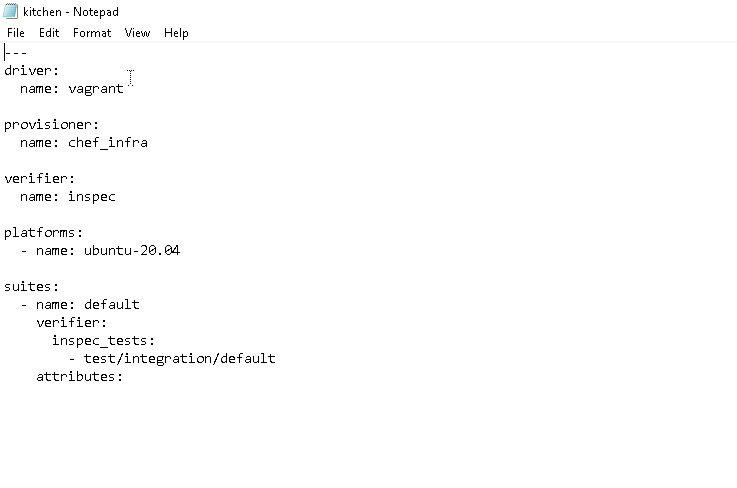 kitchen - Notepad
File Edit Format View Help
---
driver:
  name: vagrant

provisioner:
  name: chef_infra

verifier:
  name: inspec

platforms:
  - name: ubuntu-20.04

suites:
  - name: default
    verifier:
      inspec_tests:
        - test/integration/default
    attributes: